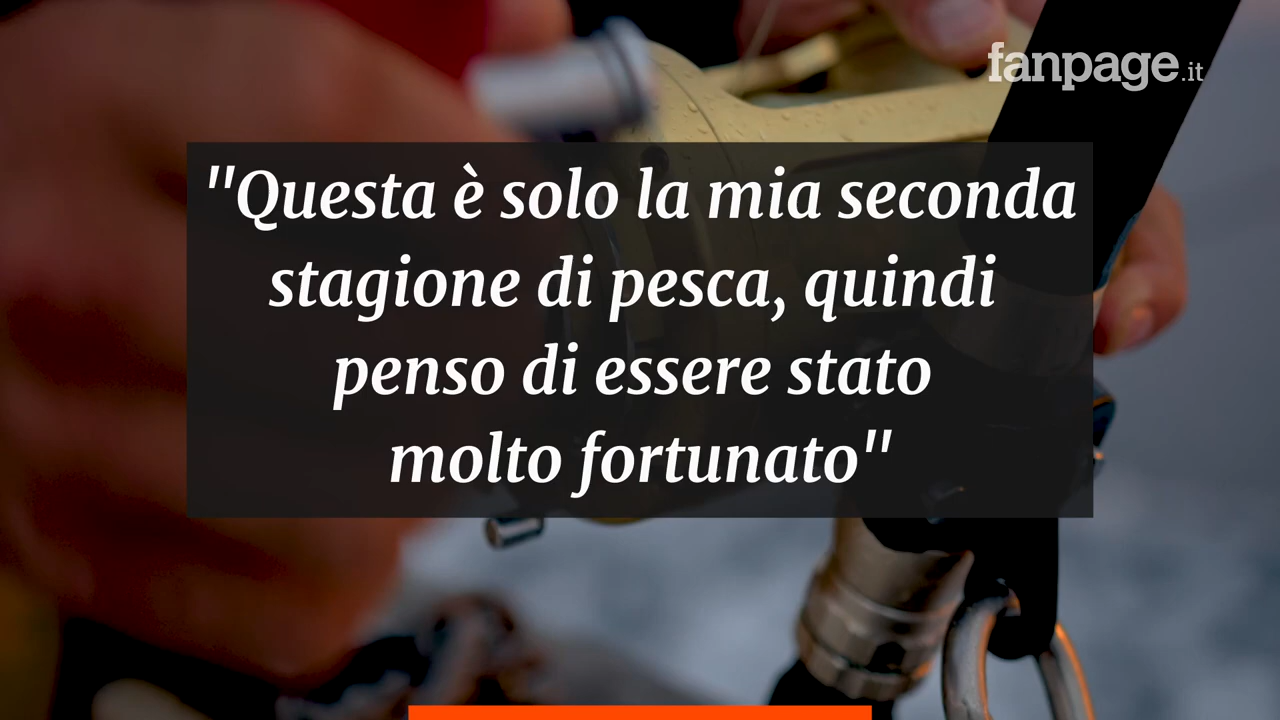 fanpage.it
"Questa è solo la mia seconda
stagione di pesca, quindi
penso di essere stato
molto fortunato"